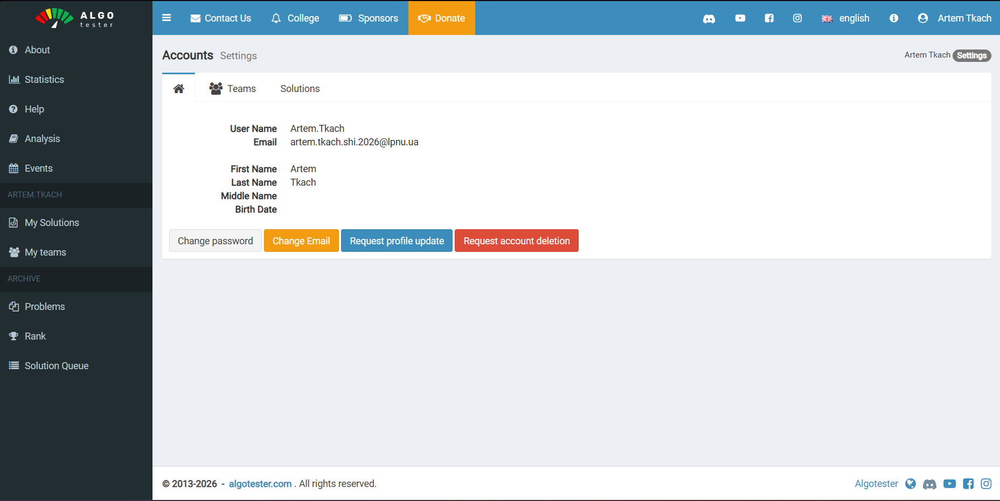 ALGO
tester
Contact Us
College
Sponsors
Donate
english
Artem Tkach
About
Statistics
Help
Analysis
Events
ARTEM.TKACH
My Solutions
My teams
ARCHIVE
Problems
Rank
Solution Queue
Accounts Settings
Artem Tkach Settings
Teams
Solutions
User Name Artem.Tkach
Email artem.tkach.shi.2026@lpnu.ua
First Name Artem
Last Name Tkach
Middle Name
Birth Date
Change password
Change Email
Request profile update
Request account deletion
© 2013-2026 - algotester.com . All rights reserved.
Algotester